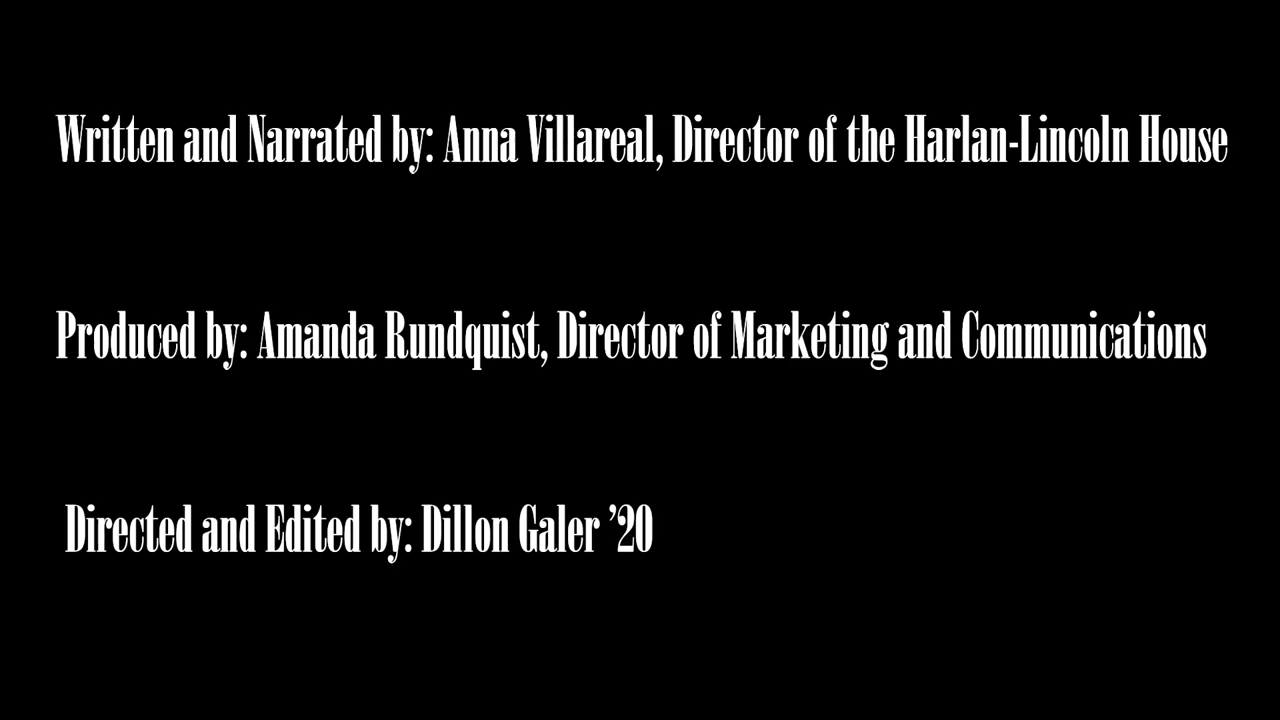 Written and Narrated by: Anna Villareal, Director of the Harlan-Lincoln House
Produced by: Amanda Rundquist, Director of Marketing and Communications
Directed and Edited by: Dillon Galer ’20